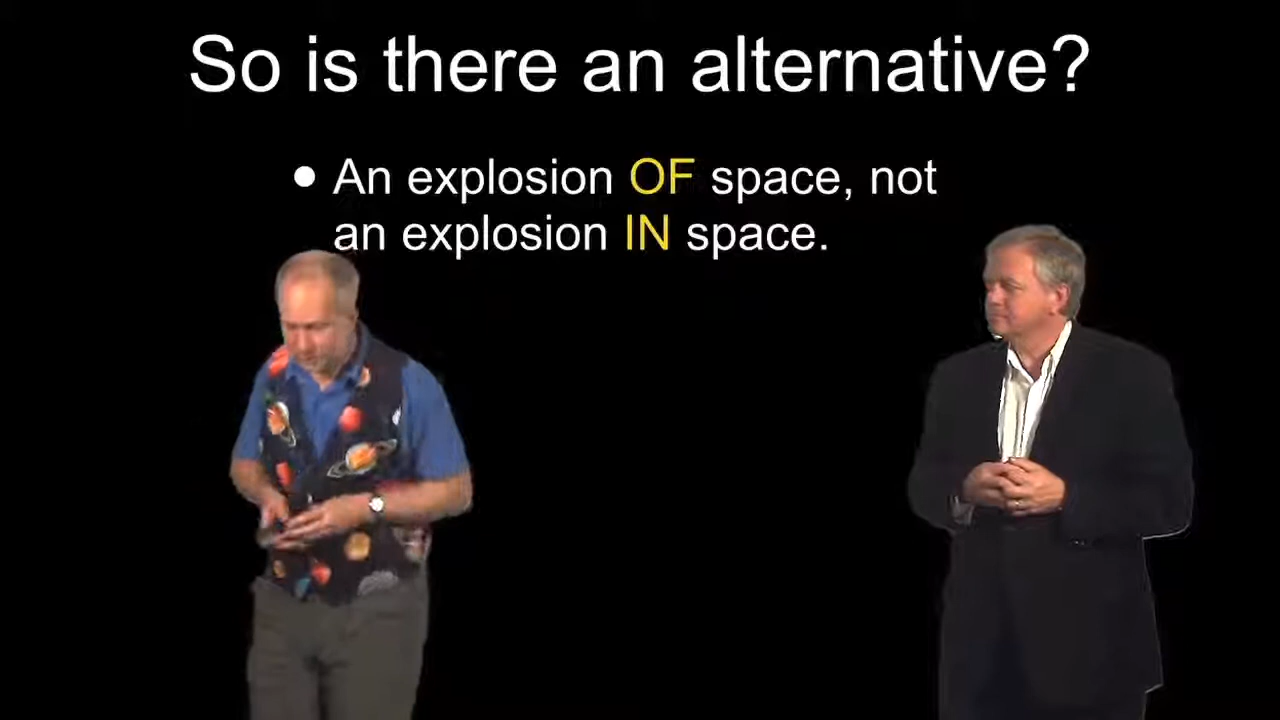 So is there an alternative?
• An explosion OF space, not
an explosion IN space.